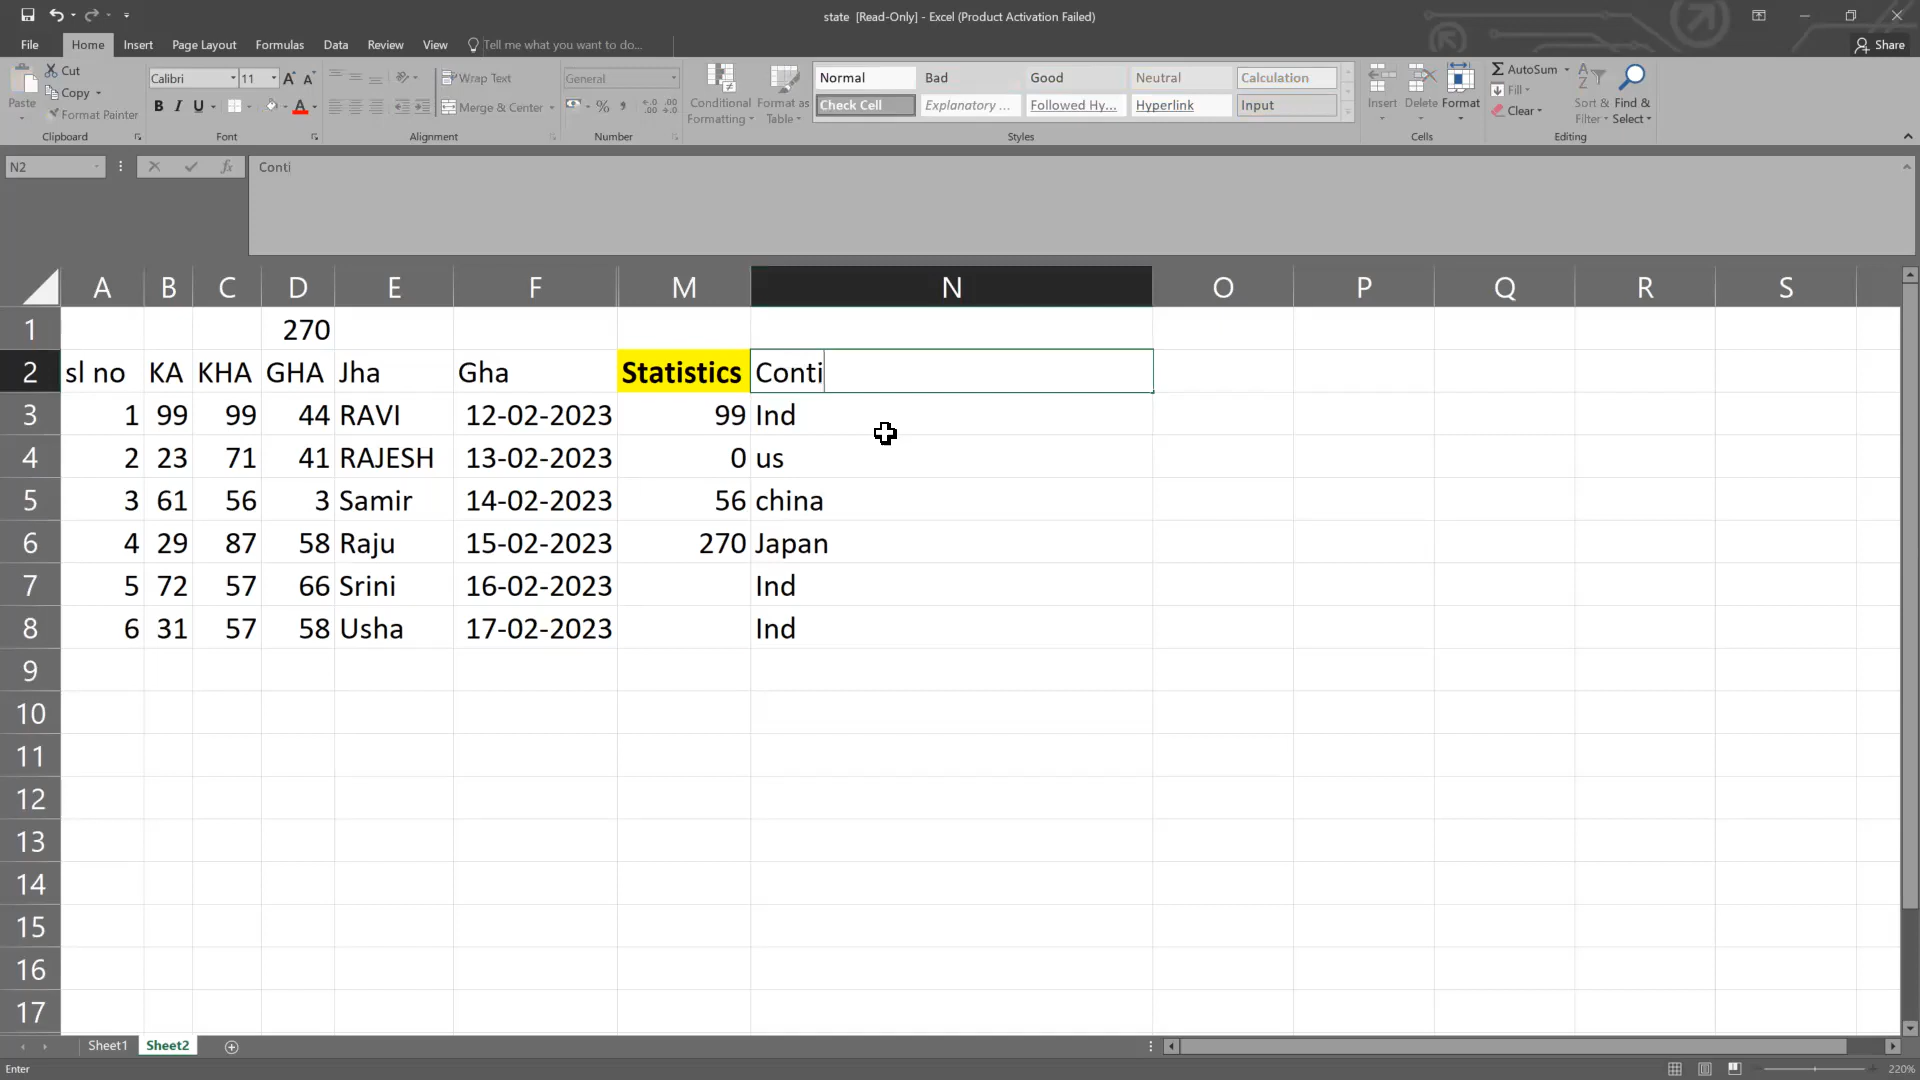 state [Read-Only] - Excel (Product Activation Failed)
File Home Insert Page Layout Formulas Data Review View Tell me what you want to do... Share
Paste Cut Copy Format Painter
Clipboard
Calibri 11 A A B I U A
Font
Wrap Text Merge & Center
Alignment
General % , .0 .00 .00 .0
Number
Conditional Formatting Format as Table
Normal Bad Good Neutral Calculation
Check Cell Explanatory ... Followed Hy... Hyperlink Input
Styles
Insert Delete Format
Cells
AutoSum Fill Clear Sort & Filter Find & Select
Editing
N2 fx Conti
A B C D E F M N O P Q R S
1 270
2 sl no KA KHA GHA Jha Gha Statistics Conti
3 1 99 99 44 RAVI 12-02-2023 99 Ind
4 2 23 71 41 RAJESH 13-02-2023 0 us
5 3 61 56 3 Samir 14-02-2023 56 china
6 4 29 87 58 Raju 15-02-2023 270 Japan
7 5 72 57 66 Srini 16-02-2023 Ind
8 6 31 57 58 Usha 17-02-2023 Ind
9
10
11
12
13
14
15
16
17
Sheet1 Sheet2
Enter 220%